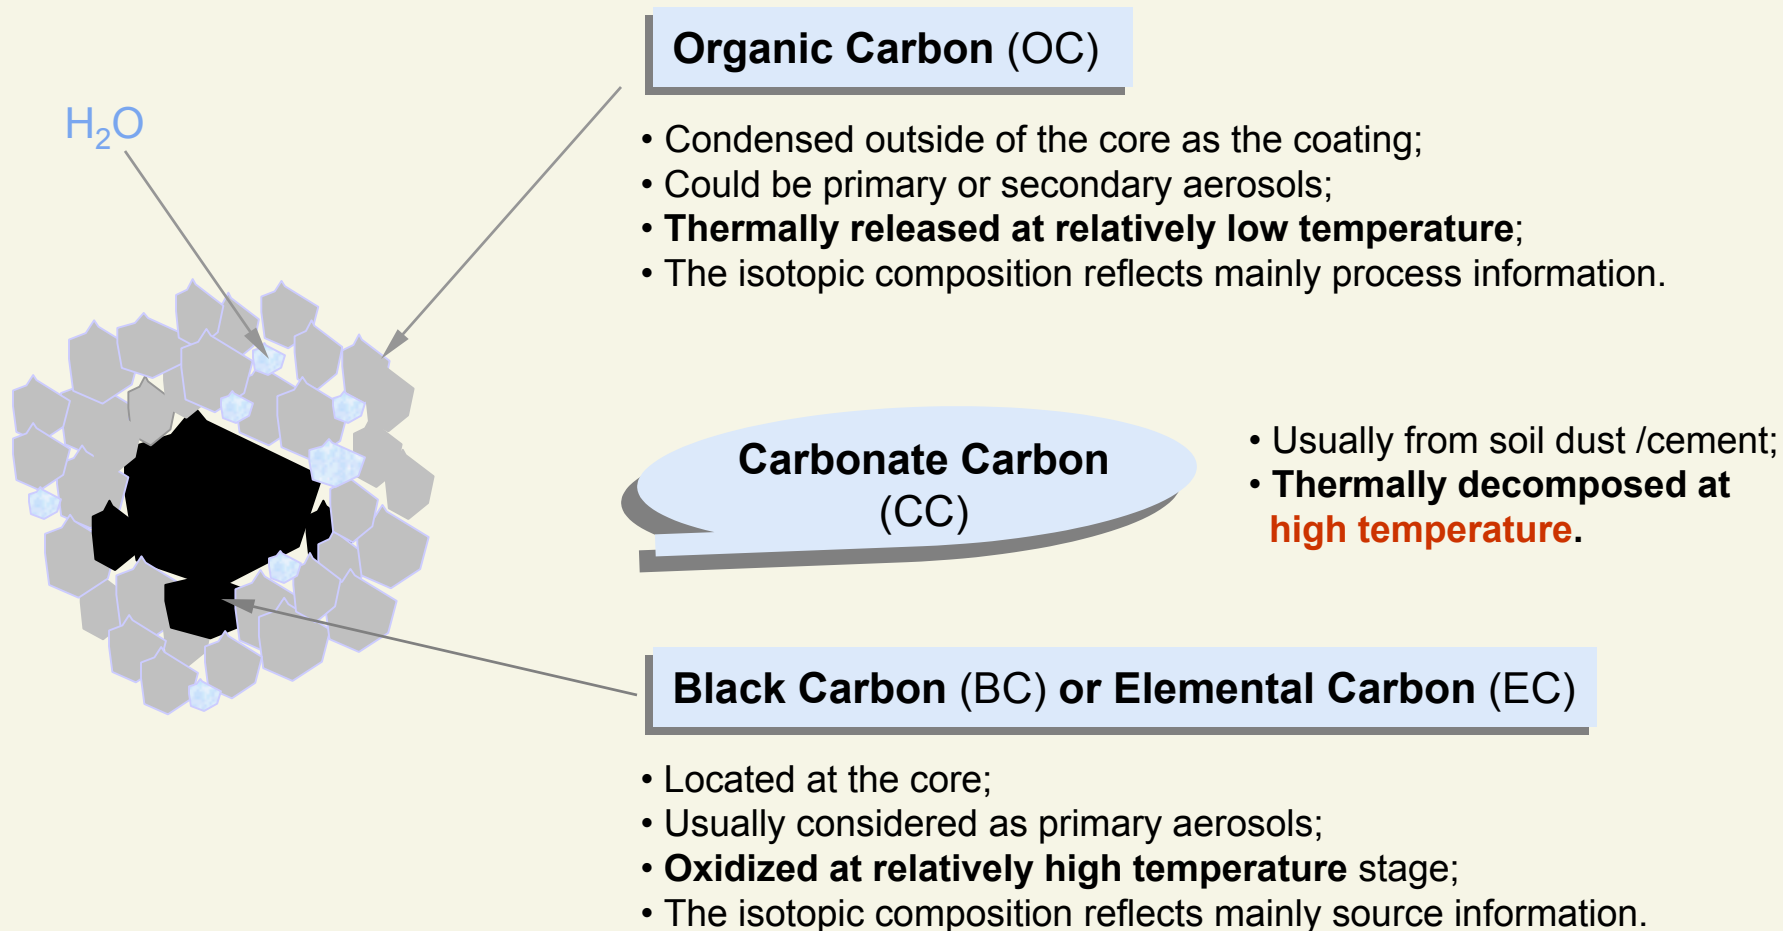 Organic Carbon (OC)
H₂O
• Condensed outside of the core as the coating;
• Could be primary or secondary aerosols;
• Thermally released at relatively low temperature;
• The isotopic composition reflects mainly process information.
Carbonate Carbon
(CC)
• Usually from soil dust /cement;
• Thermally decomposed at
high temperature.
Black Carbon (BC) or Elemental Carbon (EC)
• Located at the core;
• Usually considered as primary aerosols;
• Oxidized at relatively high temperature stage;
• The isotopic composition reflects mainly source information.